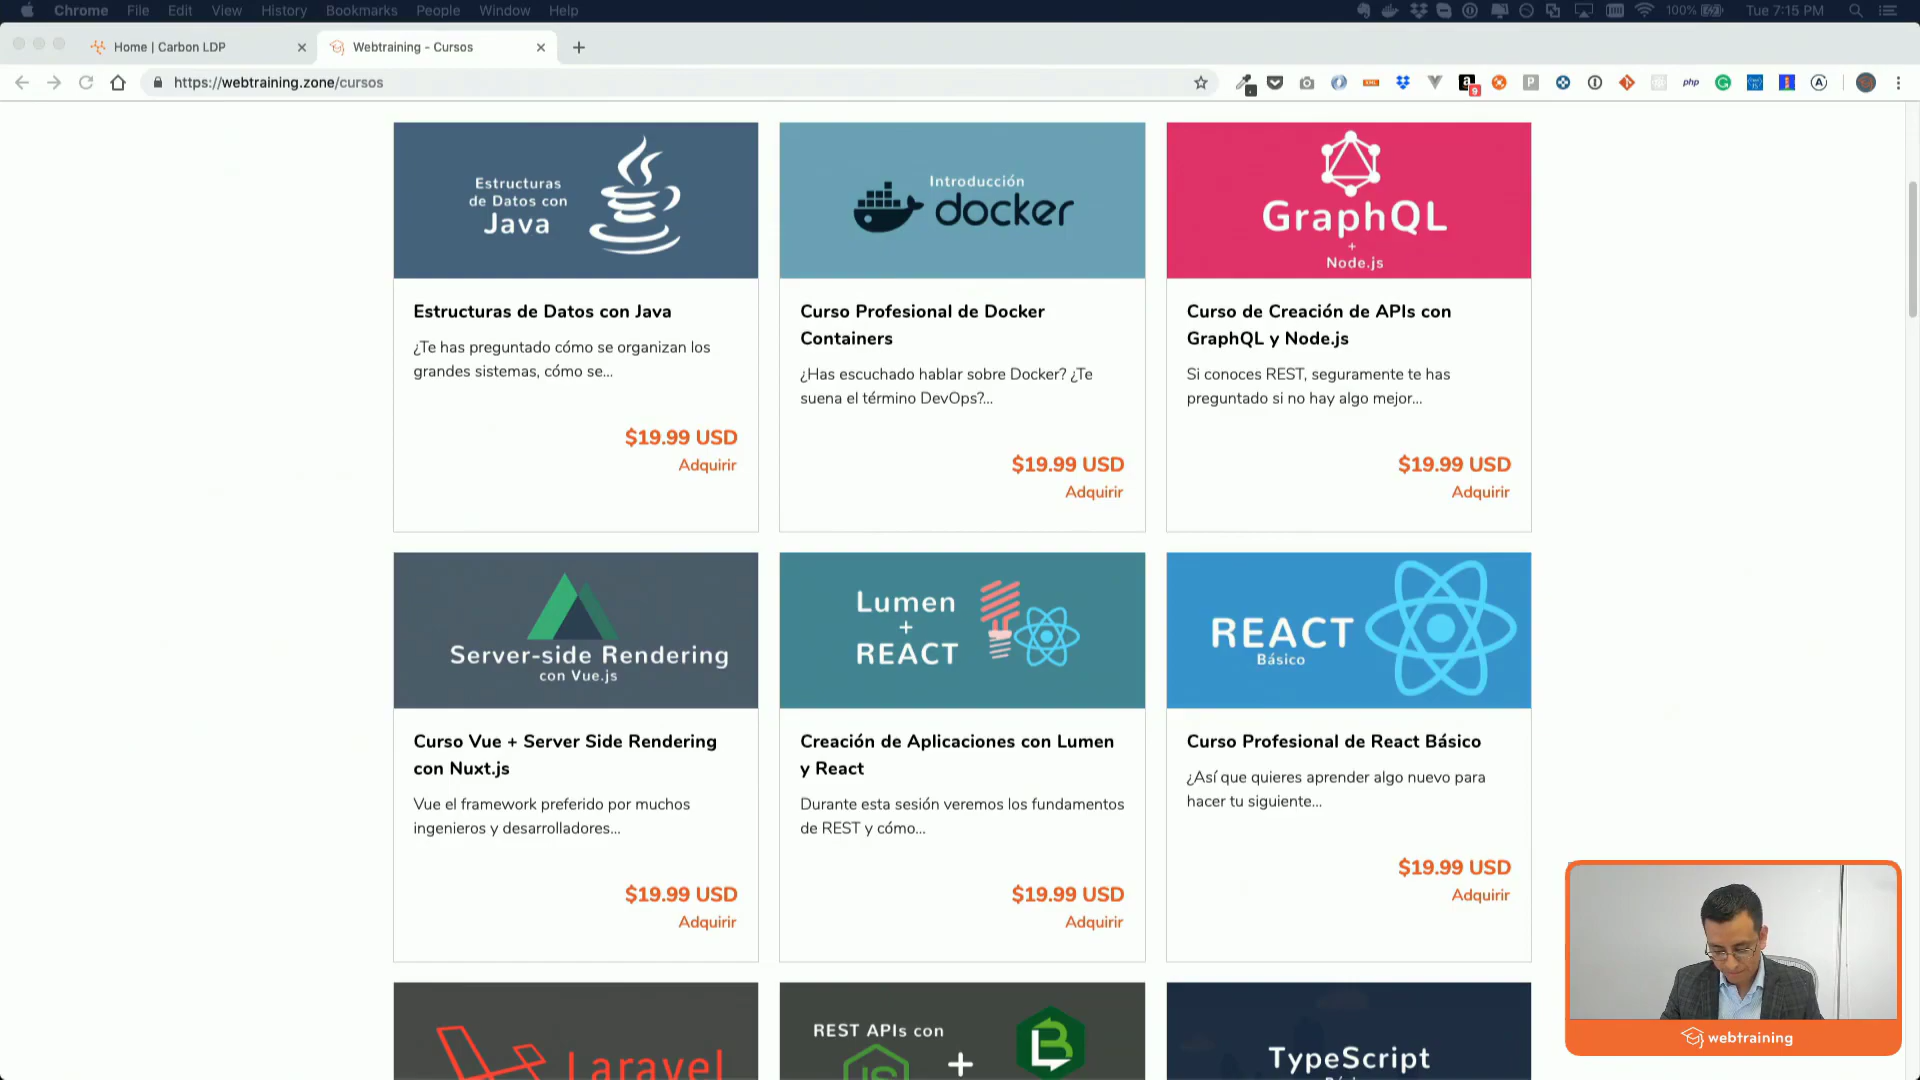 Chrome File Edit View History Bookmarks People Window Help 100% Tue 7:15 PM
Home | Carbon LDP
Webtraining - Cursos
https://webtraining.zone/cursos
9
P
php
Estructuras
de Datos con
Java
Introducción
docker
GraphQL
+
Node.js
Estructuras de Datos con Java
¿Te has preguntado cómo se organizan los
grandes sistemas, cómo se...
$19.99 USD
Adquirir
Curso Profesional de Docker
Containers
¿Has escuchado hablar sobre Docker? ¿Te
suena el término DevOps?...
$19.99 USD
Adquirir
Curso de Creación de APIs con
GraphQL y Node.js
Si conoces REST, seguramente te has
preguntado si no hay algo mejor...
$19.99 USD
Adquirir
Server-side Rendering
con Vue.js
Lumen
+
REACT
REACT
Básico
Curso Vue + Server Side Rendering
con Nuxt.js
Vue el framework preferido por muchos
ingenieros y desarrolladores...
$19.99 USD
Adquirir
Creación de Aplicaciones con Lumen
y React
Durante esta sesión veremos los fundamentos
de REST y cómo...
$19.99 USD
Adquirir
Curso Profesional de React Básico
¿Así que quieres aprender algo nuevo para
hacer tu siguiente...
$19.99 USD
Adquirir
Laravel
REST APIs con
JS
+
TypeScript
webtraining